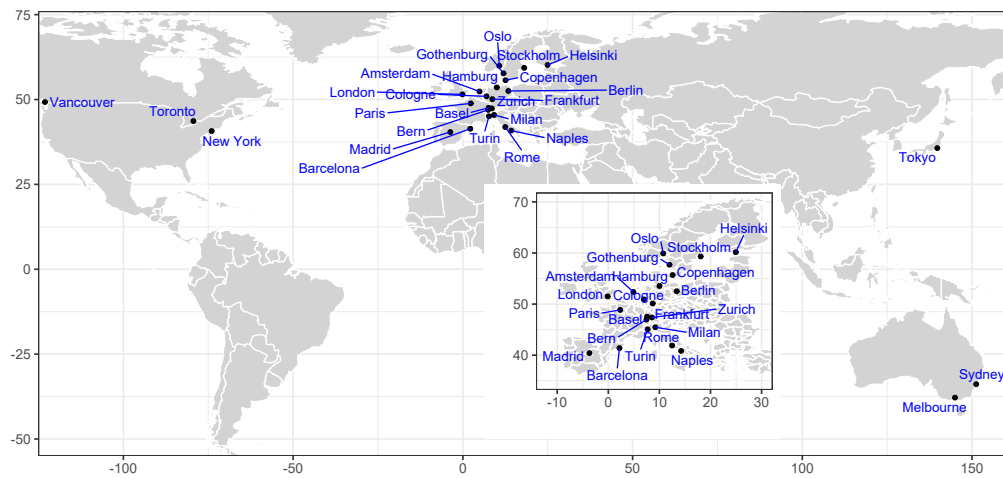 75
50
25
0
-25
-50
-100
-50
0
50
100
150
Oslo
Gothenburg
Stockholm
Helsinki
Amsterdam
Hamburg
Copenhagen
London
Cologne
Berlin
Vancouver
Toronto
Paris
Basel
Zurich
Frankfurt
New York
Bern
Milan
Madrid
Turin
Naples
Barcelona
Rome
Tokyo
Sydney
Melbourne
70
60
50
40
-10
0
10
20
30
Helsinki
Oslo
Stockholm
Gothenburg
Copenhagen
Amsterdam
Hamburg
London
Cologne
Berlin
Paris
Basel
Frankfurt
Zurich
Bern
Rome
Milan
Madrid
Turin
Naples
Barcelona